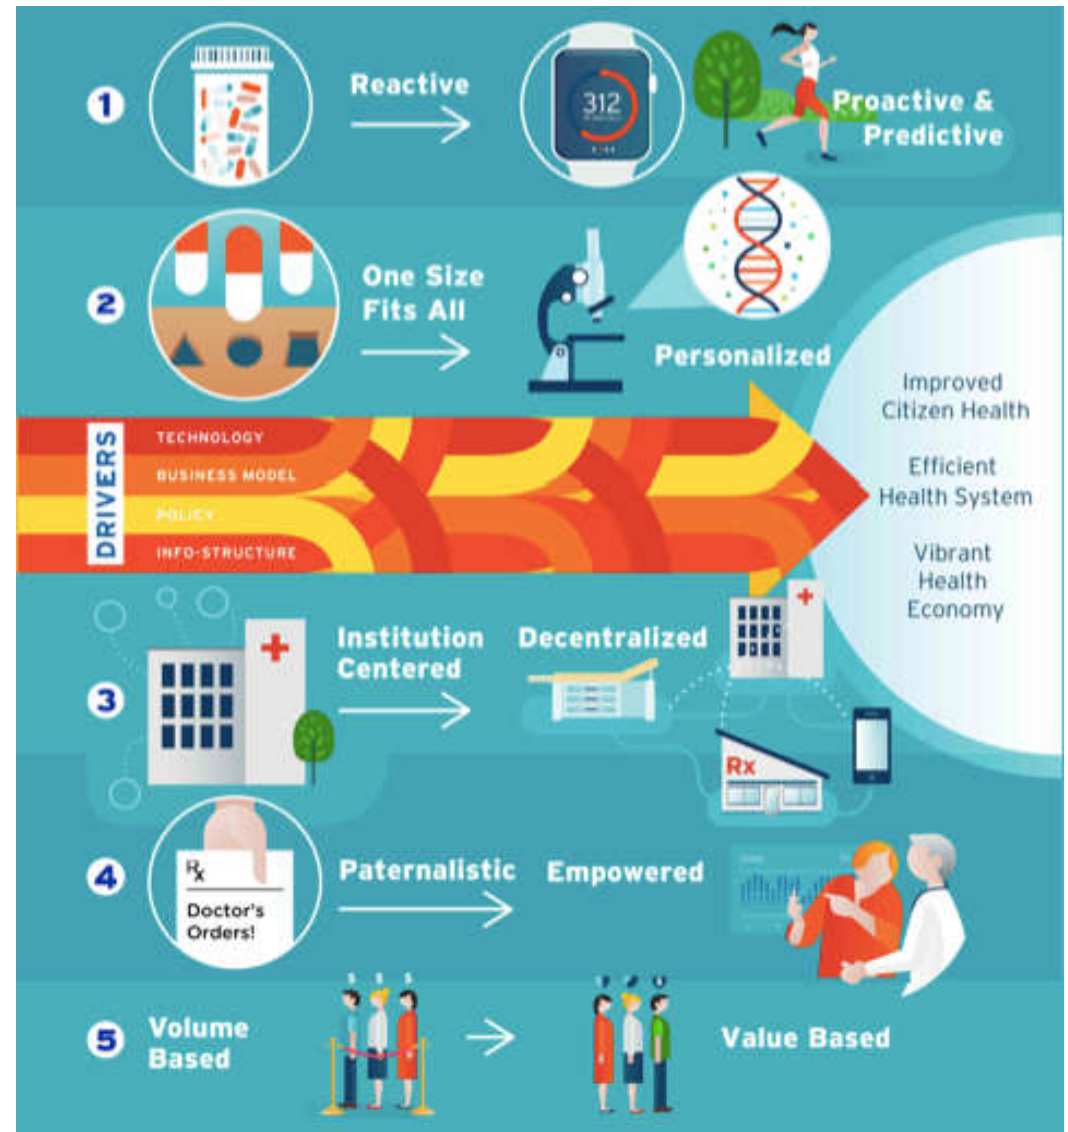 1
Reactive
312
Proactive &
Predictive
2
One Size
Fits All
Personalized
Improved
Citizen Health
Efficient
Health System
Vibrant
Health
Economy
DRIVERS
TECHNOLOGY
BUSINESS MODEL
POLICY
INFO-STRUCTURE
3
Institution
Centered
Decentralized
Rx
4
Rx
Doctor's
Orders!
Paternalistic
Empowered
5
Volume
Based
Value Based